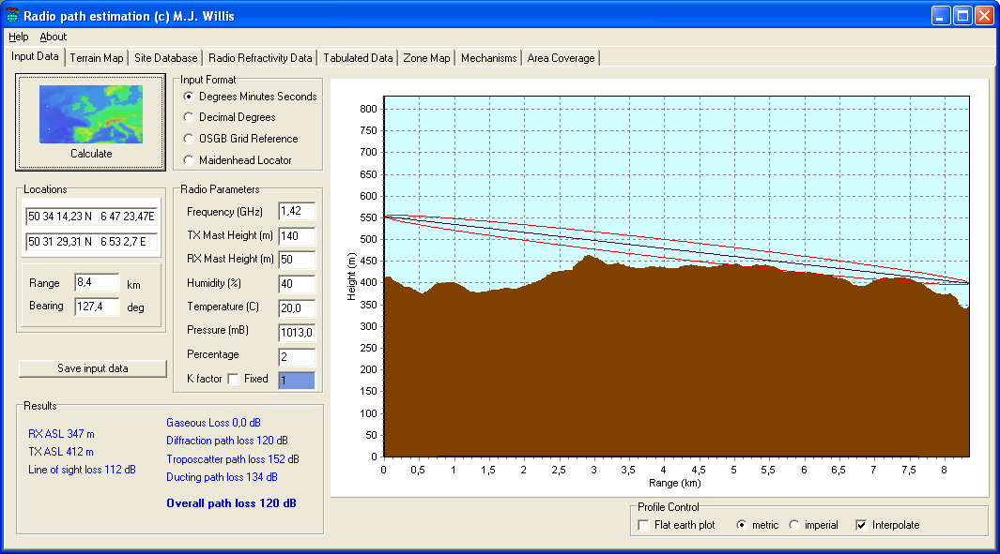 Radio path estimation (c) M.J. Willis
Help About
Input Data Terrain Map Site Database Radio Refractivity Data Tabulated Data Zone Map Mechanisms Area Coverage
Calculate
Input Format
Degrees Minutes Seconds
Decimal Degrees
OSGB Grid Reference
Maidenhead Locator
Locations
50 34 14,23 N 6 47 23,47E
50 31 29,31 N 6 53 2,7 E
Range 8,4 km
Bearing 127,4 deg
Save input data
Radio Parameters
Frequency (GHz) 1,42
TX Mast Height (m) 140
RX Mast Height (m) 50
Humidity (%) 40
Temperature (C) 20,0
Pressure (mB) 1013,0
Percentage 2
K factor Fixed 1
Results
RX ASL 347 m
TX ASL 412 m
Line of sight loss 112 dB
Gaseous Loss 0,0 dB
Diffraction path loss 120 dB
Troposcatter path loss 152 dB
Ducting path loss 134 dB
Overall path loss 120 dB
Height (m)
800
750
700
650
600
550
500
450
400
350
300
250
200
150
100
50
0
0 0,5 1 1,5 2 2,5 3 3,5 4 4,5 5 5,5 6 6,5 7 7,5 8
Range (km)
Profile Control
Flat earth plot metric imperial Interpolate